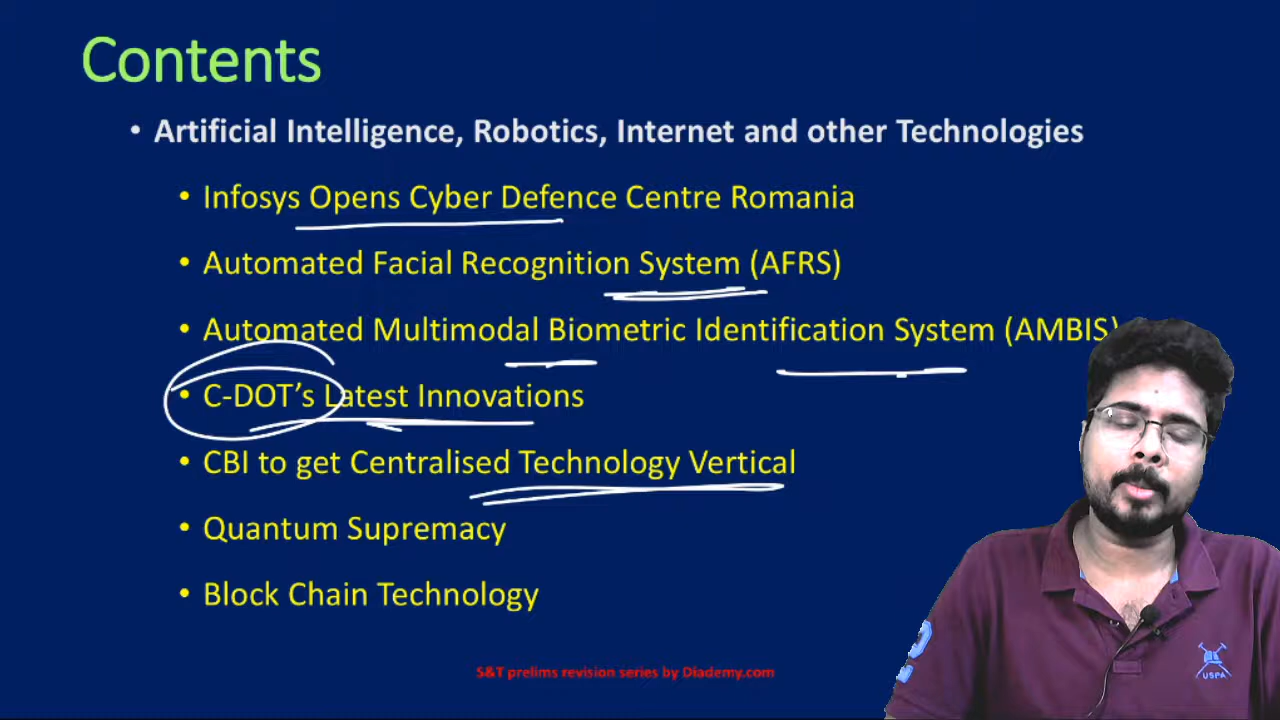 Contents
• Artificial Intelligence, Robotics, Internet and other Technologies
• Infosys Opens Cyber Defence Centre Romania
• Automated Facial Recognition System (AFRS)
• Automated Multimodal Biometric Identification System (AMBIS)
• C-DOT's Latest Innovations
• CBI to get Centralised Technology Vertical
• Quantum Supremacy
• Block Chain Technology
S&T prelims revision series by Diademy.com
2
USPA